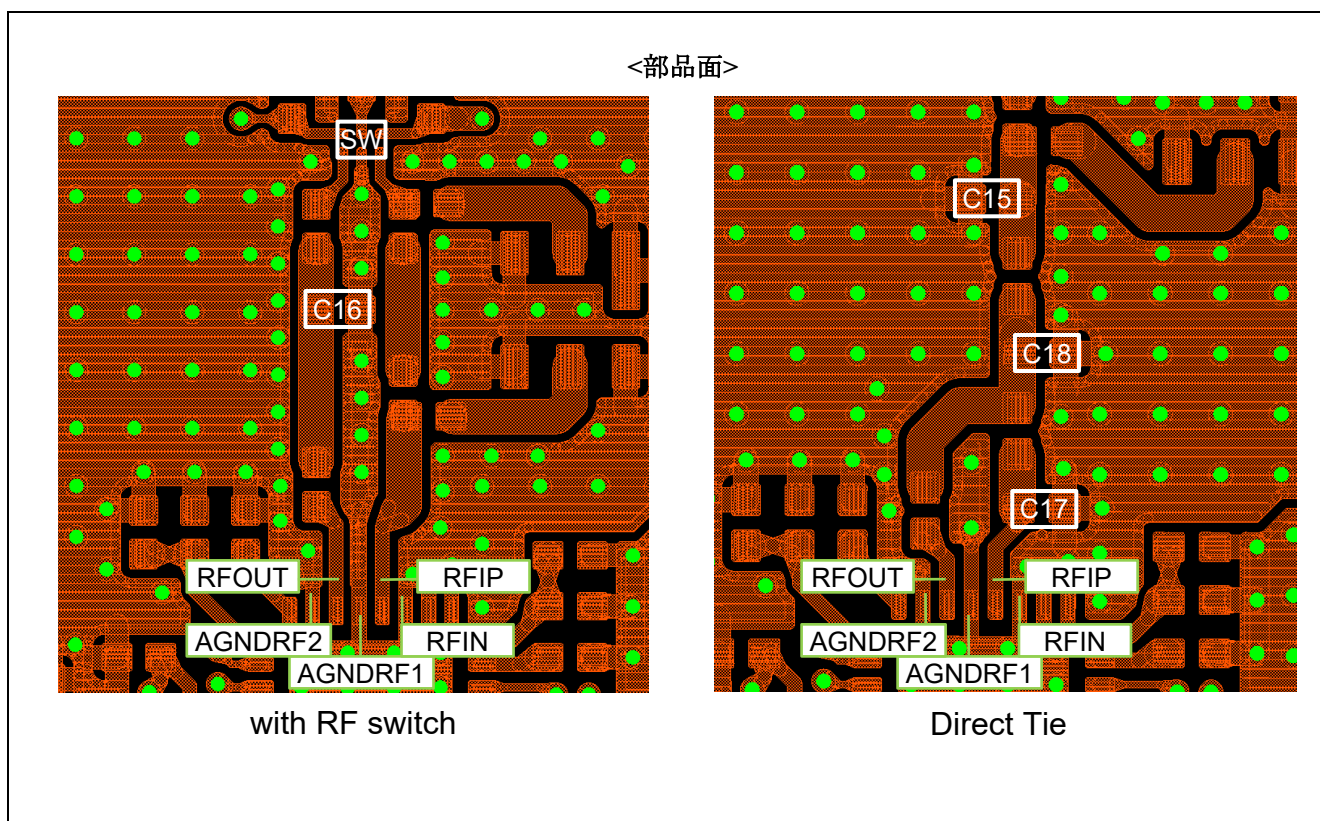 <部品面>
SW
C16
RFOUT
RFIP
AGNDRF2
RFIN
AGNDRF1
with RF switch
C15
C18
C17
RFOUT
RFIP
AGNDRF2
RFIN
AGNDRF1
Direct Tie